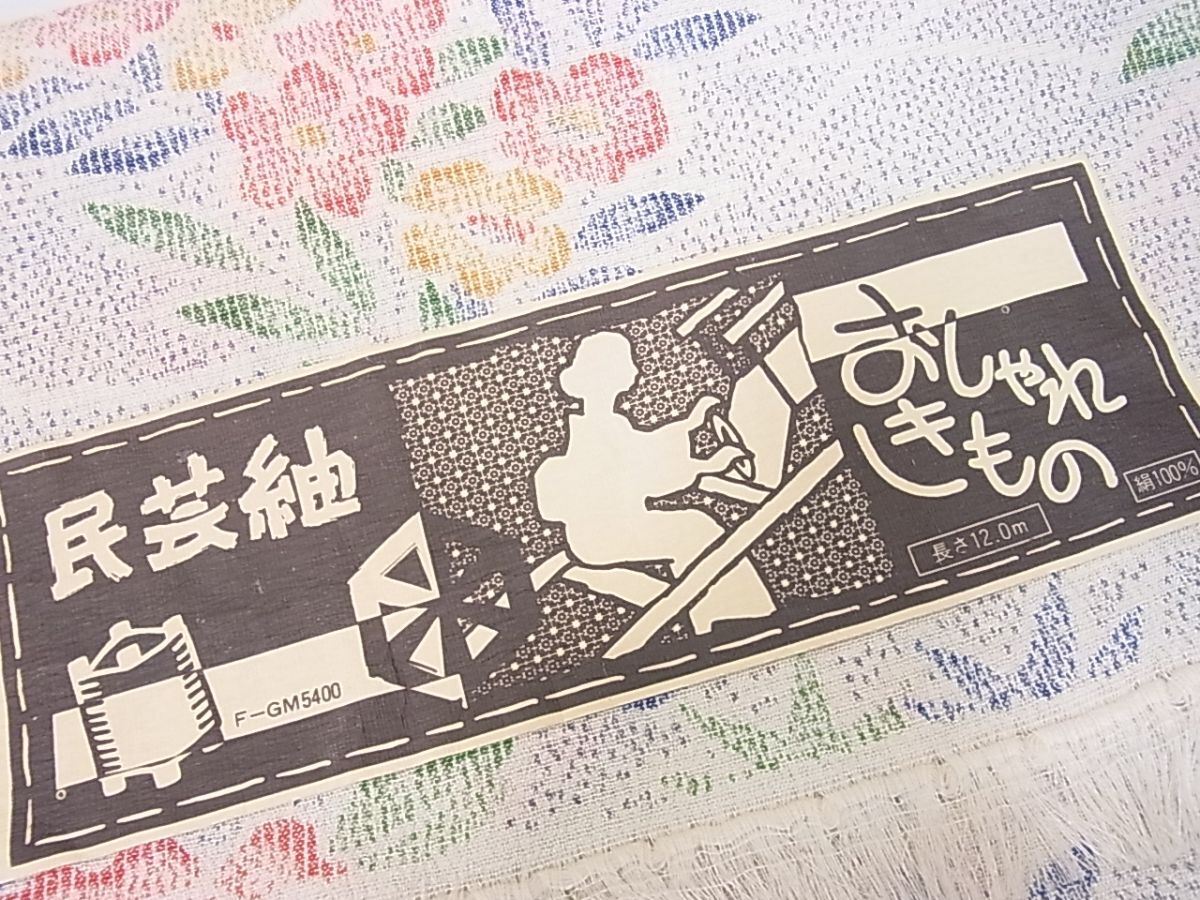 民芸紬
F-GM5400
おしゃれ
きもの
長さ12.0m
絹100%